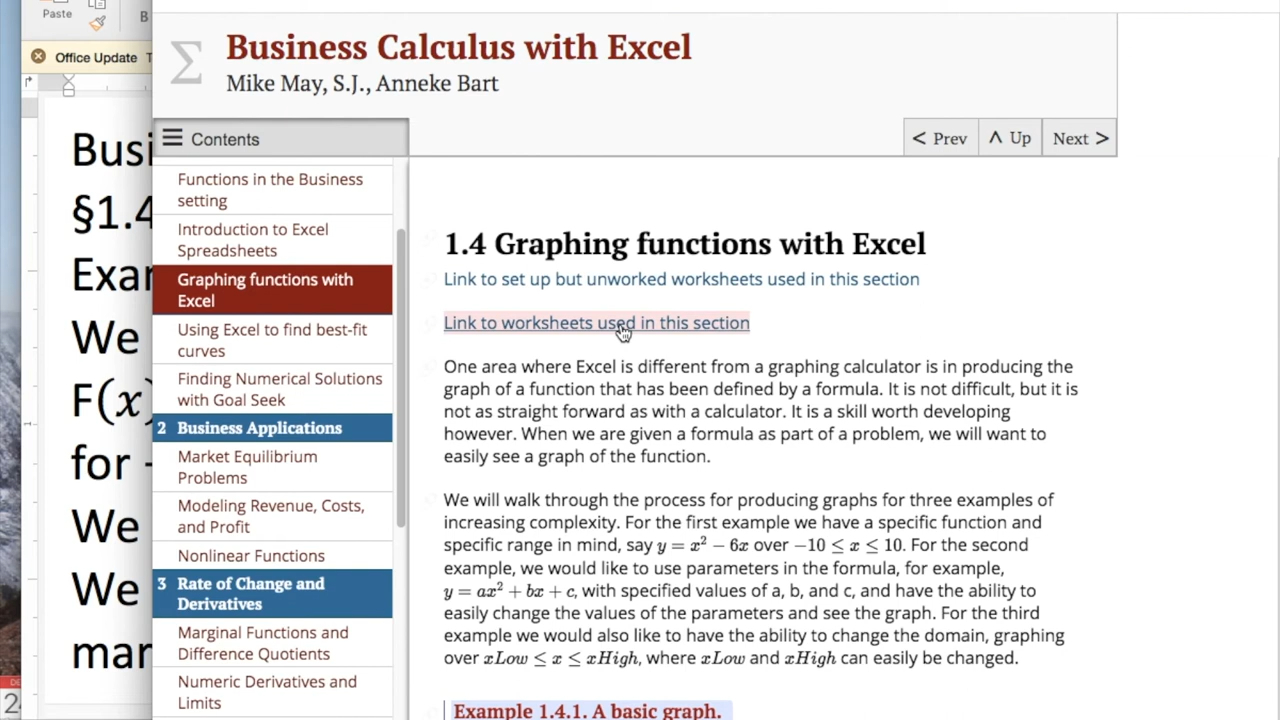 Paste
B
Office Update
Busi
§1.4
Exam
We
F(x)
for -
We
We
mar
24
Σ
Business Calculus with Excel
Mike May, S.J., Anneke Bart
Contents
< Prev
∧ Up
Next >
Functions in the Business
setting
Introduction to Excel
Spreadsheets
Graphing functions with
Excel
Using Excel to find best-fit
curves
Finding Numerical Solutions
with Goal Seek
2 Business Applications
Market Equilibrium
Problems
Modeling Revenue, Costs,
and Profit
Nonlinear Functions
3 Rate of Change and
Derivatives
Marginal Functions and
Difference Quotients
Numeric Derivatives and
Limits
1.4 Graphing functions with Excel
Link to set up but unworked worksheets used in this section
Link to worksheets used in this section
One area where Excel is different from a graphing calculator is in producing the
graph of a function that has been defined by a formula. It is not difficult, but it is
not as straight forward as with a calculator. It is a skill worth developing
however. When we are given a formula as part of a problem, we will want to
easily see a graph of the function.
We will walk through the process for producing graphs for three examples of
increasing complexity. For the first example we have a specific function and
specific range in mind, say y = x² − 6x over −10 ≤ x ≤ 10. For the second
example, we would like to use parameters in the formula, for example,
y = ax² + bx + c, with specified values of a, b, and c, and have the ability to
easily change the values of the parameters and see the graph. For the third
example we would also like to have the ability to change the domain, graphing
over xLow ≤ x ≤ xHigh, where xLow and xHigh can easily be changed.
Example 1.4.1. A basic graph.